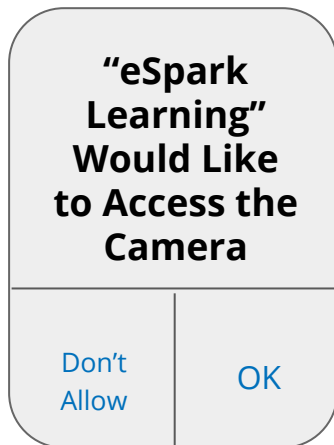 “eSpark
Learning”
Would Like
to Access the
Camera
Don’t
Allow
OK